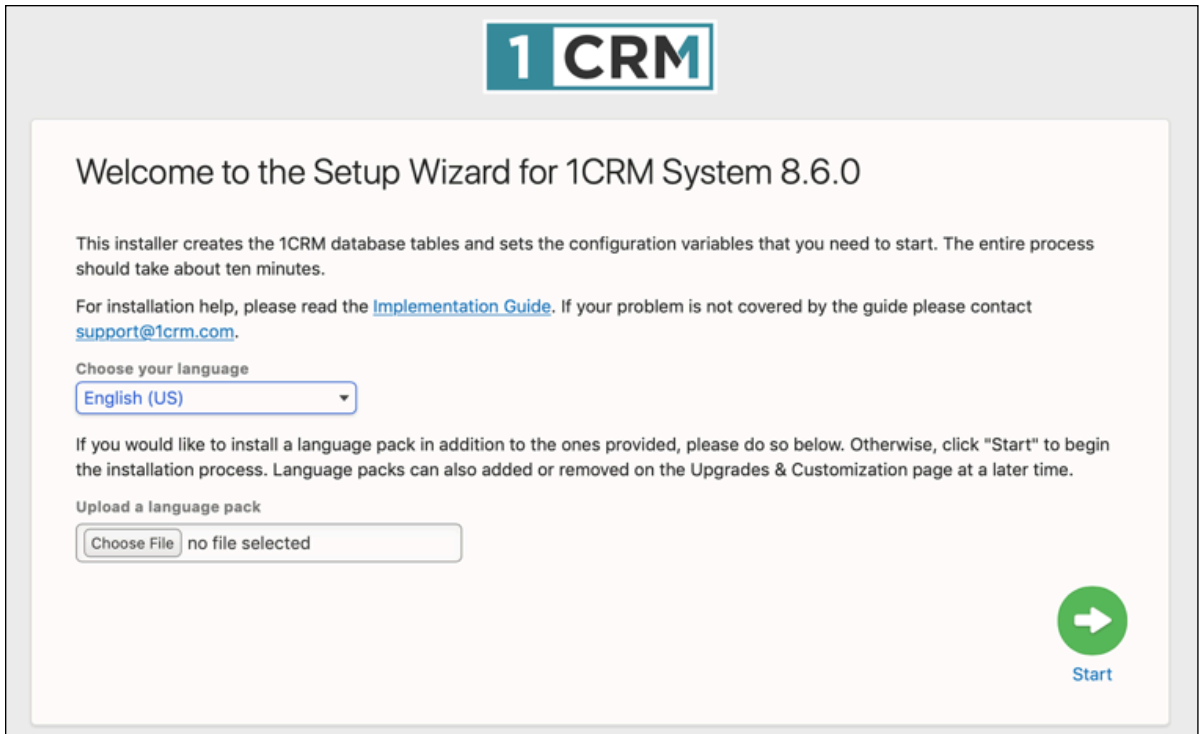 1 CRM
Welcome to the Setup Wizard for 1CRM System 8.6.0
This installer creates the 1CRM database tables and sets the configuration variables that you need to start. The entire process
should take about ten minutes.
For installation help, please read the Implementation Guide. If your problem is not covered by the guide please contact
support@1crm.com.
Choose your language
English (US)
If you would like to install a language pack in addition to the ones provided, please do so below. Otherwise, click "Start" to begin
the installation process. Language packs can also added or removed on the Upgrades & Customization page at a later time.
Upload a language pack
Choose File no file selected
Start